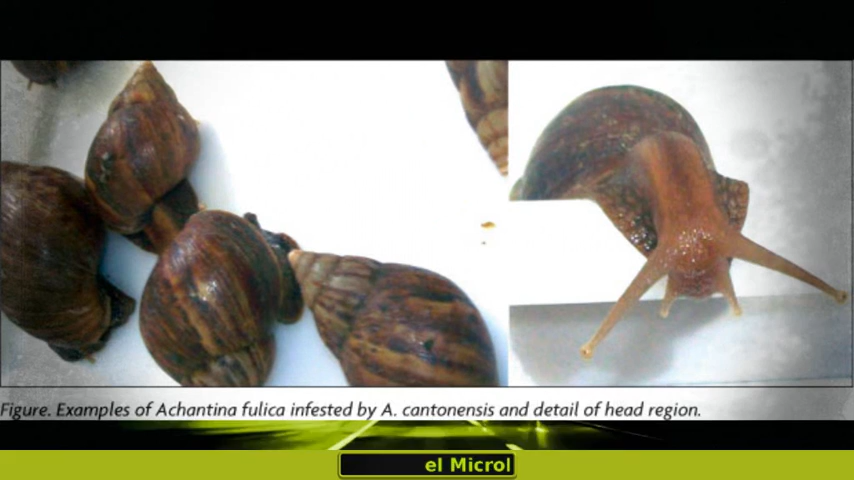 Figure. Examples of Achantina fulica infested by A. cantonensis and detail of head region.
el Microl